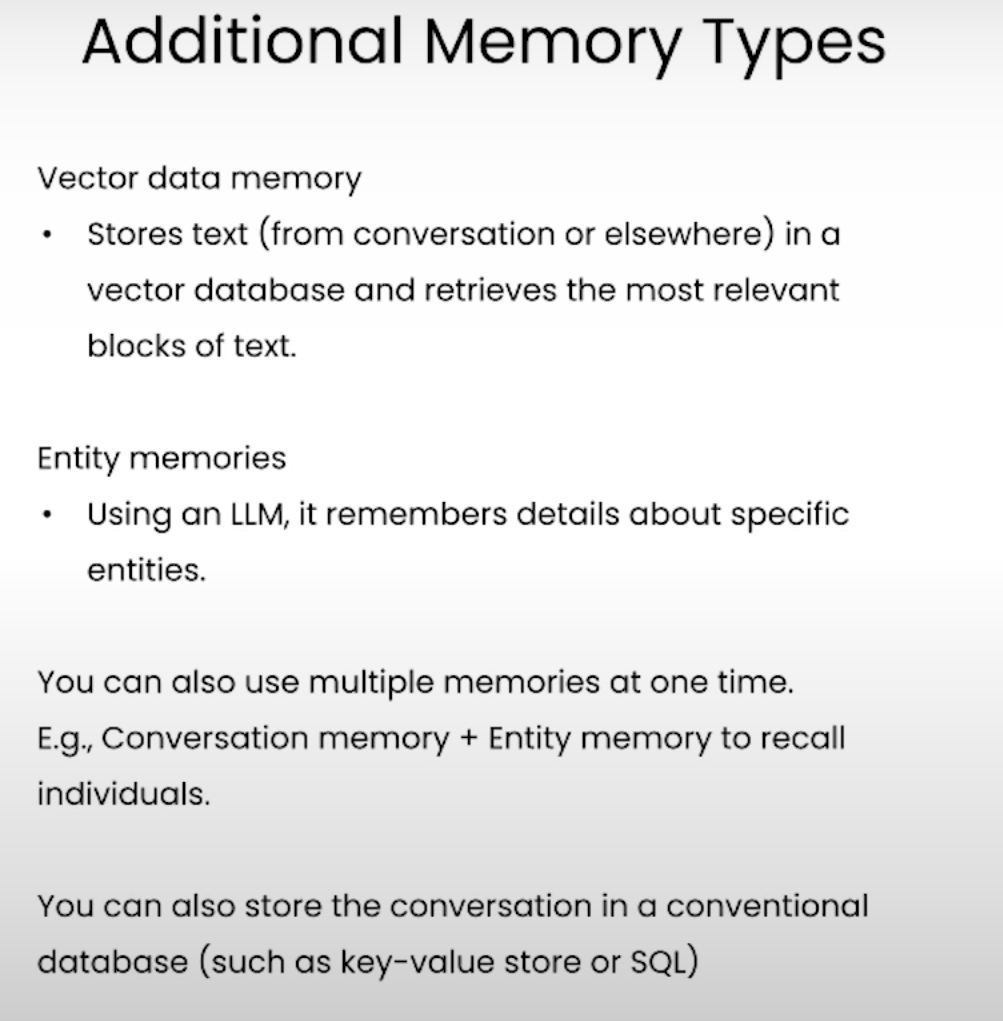 Additional Memory Types
Vector data memory
• Stores text (from conversation or elsewhere) in a
vector database and retrieves the most relevant
blocks of text.
Entity memories
• Using an LLM, it remembers details about specific
entities.
You can also use multiple memories at one time.
E.g., Conversation memory + Entity memory to recall
individuals.
You can also store the conversation in a conventional
database (such as key-value store or SQL)